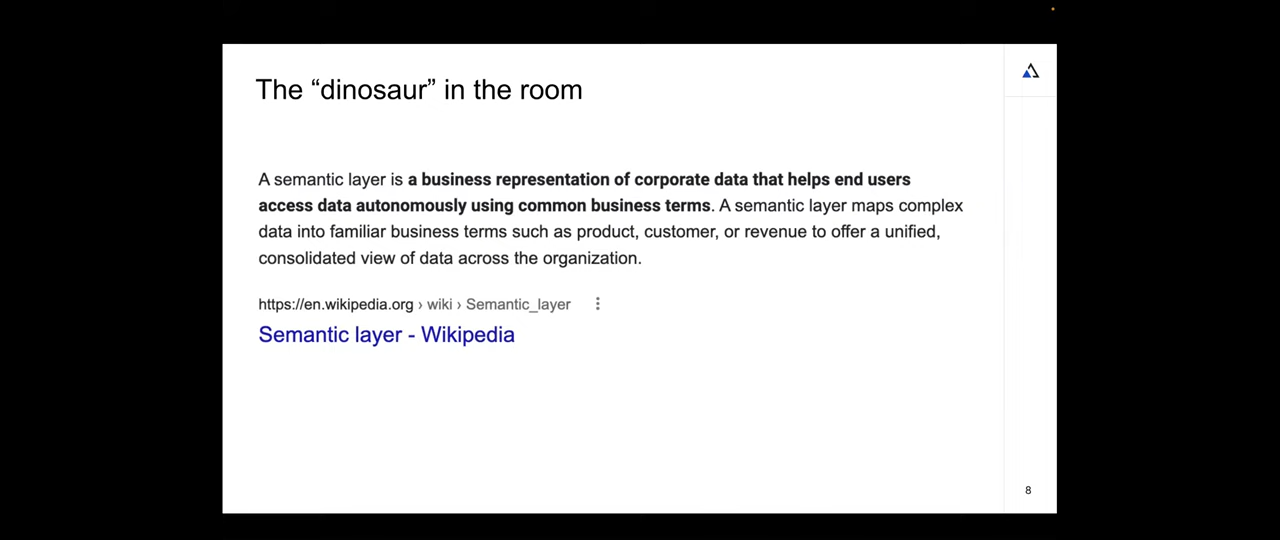 The “dinosaur” in the room
A semantic layer is a business representation of corporate data that helps end users
access data autonomously using common business terms. A semantic layer maps complex
data into familiar business terms such as product, customer, or revenue to offer a unified,
consolidated view of data across the organization.
https://en.wikipedia.org › wiki › Semantic_layer
Semantic layer - Wikipedia
8